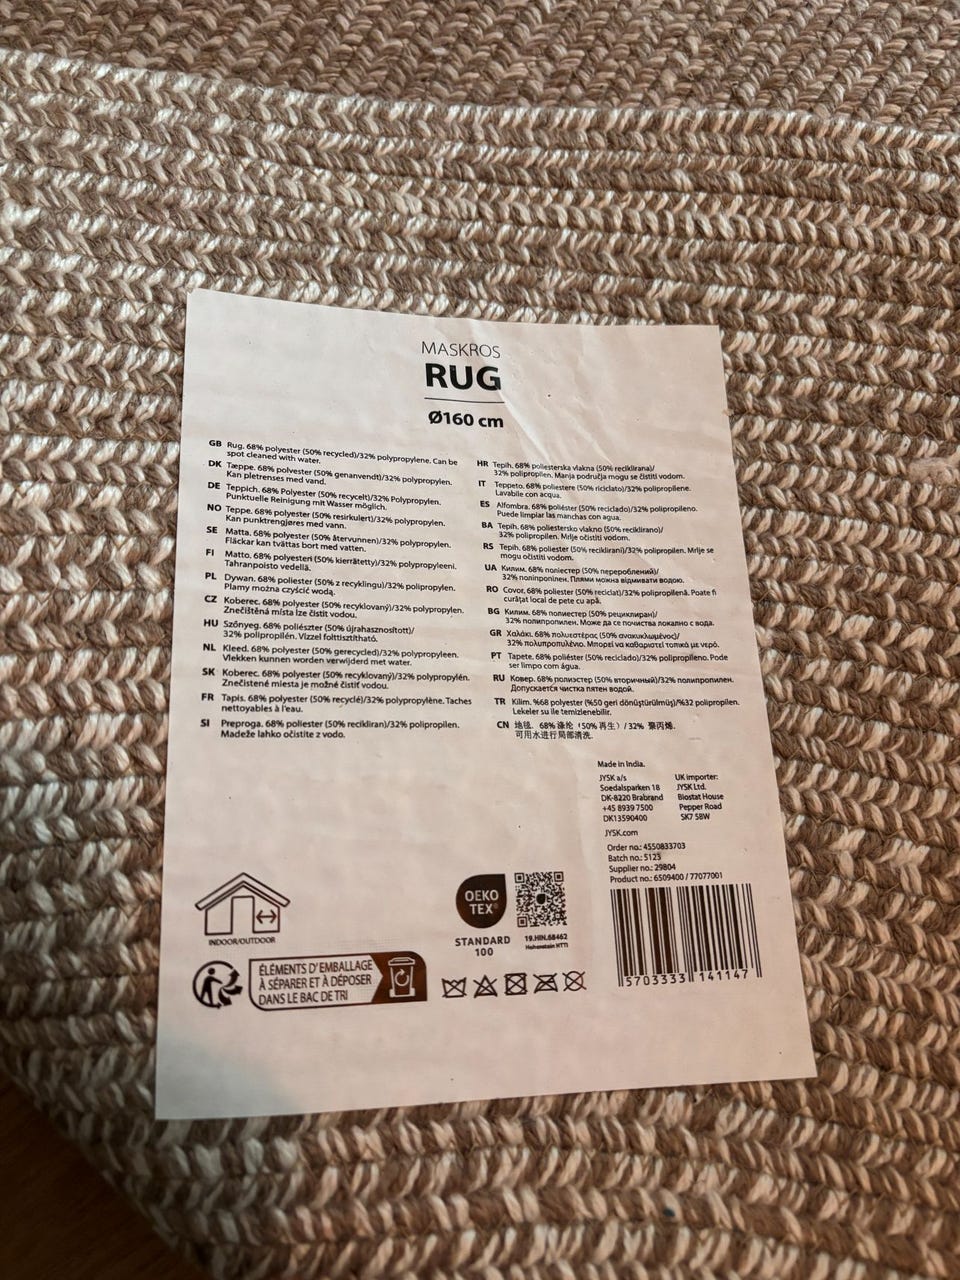 MASKROS
RUG
Ø160 cm
GB Rug. 68% polyester (50% recycled)/32% polypropylene. Can be
spot cleaned with water.
DK Tæppe. 68% polyester (50% genanvendt)/32% polypropylen.
Kan pletrenses med vand.
DE Teppich. 68% Polyester (50% recycelt)/32% Polypropylen.
Punktuelle Reinigung mit Wasser möglich.
NO Teppe. 68% polyester (50% resirkulert)/32% polypropylen.
Kan punktrengjøres med vann.
SE Matta. 68% polyester (50% återvunnen)/32% polypropylen.
Fläckar kan tvättas bort med vatten.
FI Matto. 68% polyesteri (50% kierrätetty)/32% polypropyleeni.
Tahranpoisto vedellä.
PL Dywan. 68% poliester (50% z recyklingu)/32% polipropylen.
Plamy można czyścić wodą.
CZ Koberec. 68% polyester (50% recyklovaný)/32% polypropylen.
Znečištěná místa lze čistit vodou.
HU Szőnyeg. 68% poliészter (50% újrahasznosított)/
32% polipropilén. Vízzel folttisztítható.
NL Kleed. 68% polyester (50% gerecycled)/32% polypropyleen.
Vlekken kunnen worden verwijderd met water.
SK Koberec. 68% polyester (50% recyklovaný)/32% polypropylén.
Znečistené miesta je možné čistiť vodou.
FR Tapis. 68% polyester (50% recyclé)/32% polypropylène. Taches
nettoyables à l'eau.
SI Preproga. 68% poliester (50% recikliran)/32% polipropilen.
Madeže lahko očistite z vodo.
HR Tepih. 68% poliesterska vlakna (50% reciklirana)/
32% polipropilen. Manja područja mogu se čistiti vodom.
IT Teppeto. 68% poliestere (50% riciclato)/32% polipropilene.
Lavabile con acqua.
ES Alfombra. 68% poliéster (50% reciclado)/32% polipropileno.
Puede limpiar las manchas con agua.
BA Tepih. 68% poliestersko vlakno (50% reciklirano)/
32% polipropilen. Mrlje očistiti vodom.
RS Tepih. 68% poliester (50% reciklirani)/32% polipropilen. Mrlje se
mogu očistiti vodom.
UA Килим. 68% поліестер (50% перероблений)/
32% поліпропілен. Плями можна відмивати водою.
RO Covor. 68% poliester (50% reciclat)/32% polipropilenă. Poate fi
curățat local de pete cu apă.
BG Килим. 68% полиестер (50% рециклиран)/
32% полипропилен. Може да се почиства локално с вода.
GR Χαλάκι. 68% πολυεστέρας (50% ανακυκλωμένος)/
32% πολυπροπυλένιο. Μπορεί να καθαριστεί τοπικά με νερό.
PT Tapete. 68% poliéster (50% reciclado)/32% polipropileno. Pode
ser limpo com água.
RU Ковер. 68% полиэстер (50% вторичный)/32% полипропилен.
Допускается чистка пятен водой.
TR Kilim. %68 polyester (%50 geri dönüştürülmüş)/%32 polipropilen.
Lekeler su ile temizlenebilir.
CN 地毯。68% 涤纶（50% 再生）/ 32% 聚丙烯.
可用水进行局部清洗.
Made in India.
JYSK a/s
Soedalsparken 18
DK-8220 Brabrand
+45 8939 7500
DK13590400
UK importer:
JYSK Ltd.
Biostat House
Pepper Road
SK7 5BW
JYSK.com
Order no.: 4550833703
Batch no.: 5123
Supplier no.: 29804
Product no.: 6509400 / 77077001
5703333 141147
INDOOR/OUTDOOR
OEKO
TEX®
STANDARD
100
19.HIN.68462
Hohenstein HTTI
ÉLÉMENTS D'EMBALLAGE
À SÉPARER ET À DÉPOSER
DANS LE BAC DE TRI